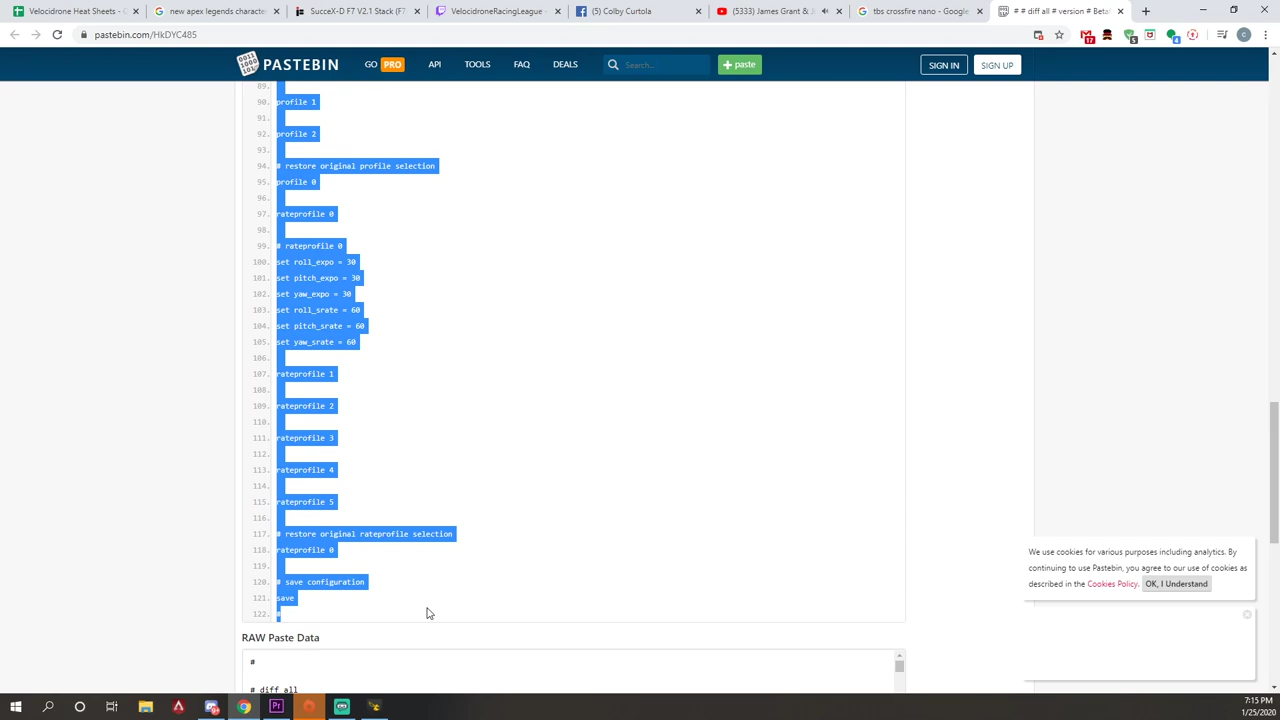 Velocidrone Heat Sheets - G
new apex legends characte
SucceX-D F7 V2.1 Stack (F7
VelocidroneRacingLeague -
(5) Colby Curtola
(5333) James Grant & J
tbs crossfire nano - Google
# # diff all # version # Beta
pastebin.com/HkDYC485
17
5
4
C
PASTEBIN
GO PRO
API
TOOLS
FAQ
DEALS
Search...
paste
SIGN IN
SIGN UP
89.
90. profile 1
91.
92. profile 2
93.
94. # restore original profile selection
95. profile 0
96.
97. rateprofile 0
98.
99. # rateprofile 0
100. set roll_expo = 30
101. set pitch_expo = 30
102. set yaw_expo = 30
103. set roll_srate = 60
104. set pitch_srate = 60
105. set yaw_srate = 60
106.
107. rateprofile 1
108.
109. rateprofile 2
110.
111. rateprofile 3
112.
113. rateprofile 4
114.
115. rateprofile 5
116.
117. # restore original rateprofile selection
118. rateprofile 0
119.
120. # save configuration
121. save
122. #
We use cookies for various purposes including analytics. By
continuing to use Pastebin, you agree to our use of cookies as
described in the Cookies Policy. OK, I Understand
RAW Paste Data
#
# diff all
7:15 PM
1/25/2020